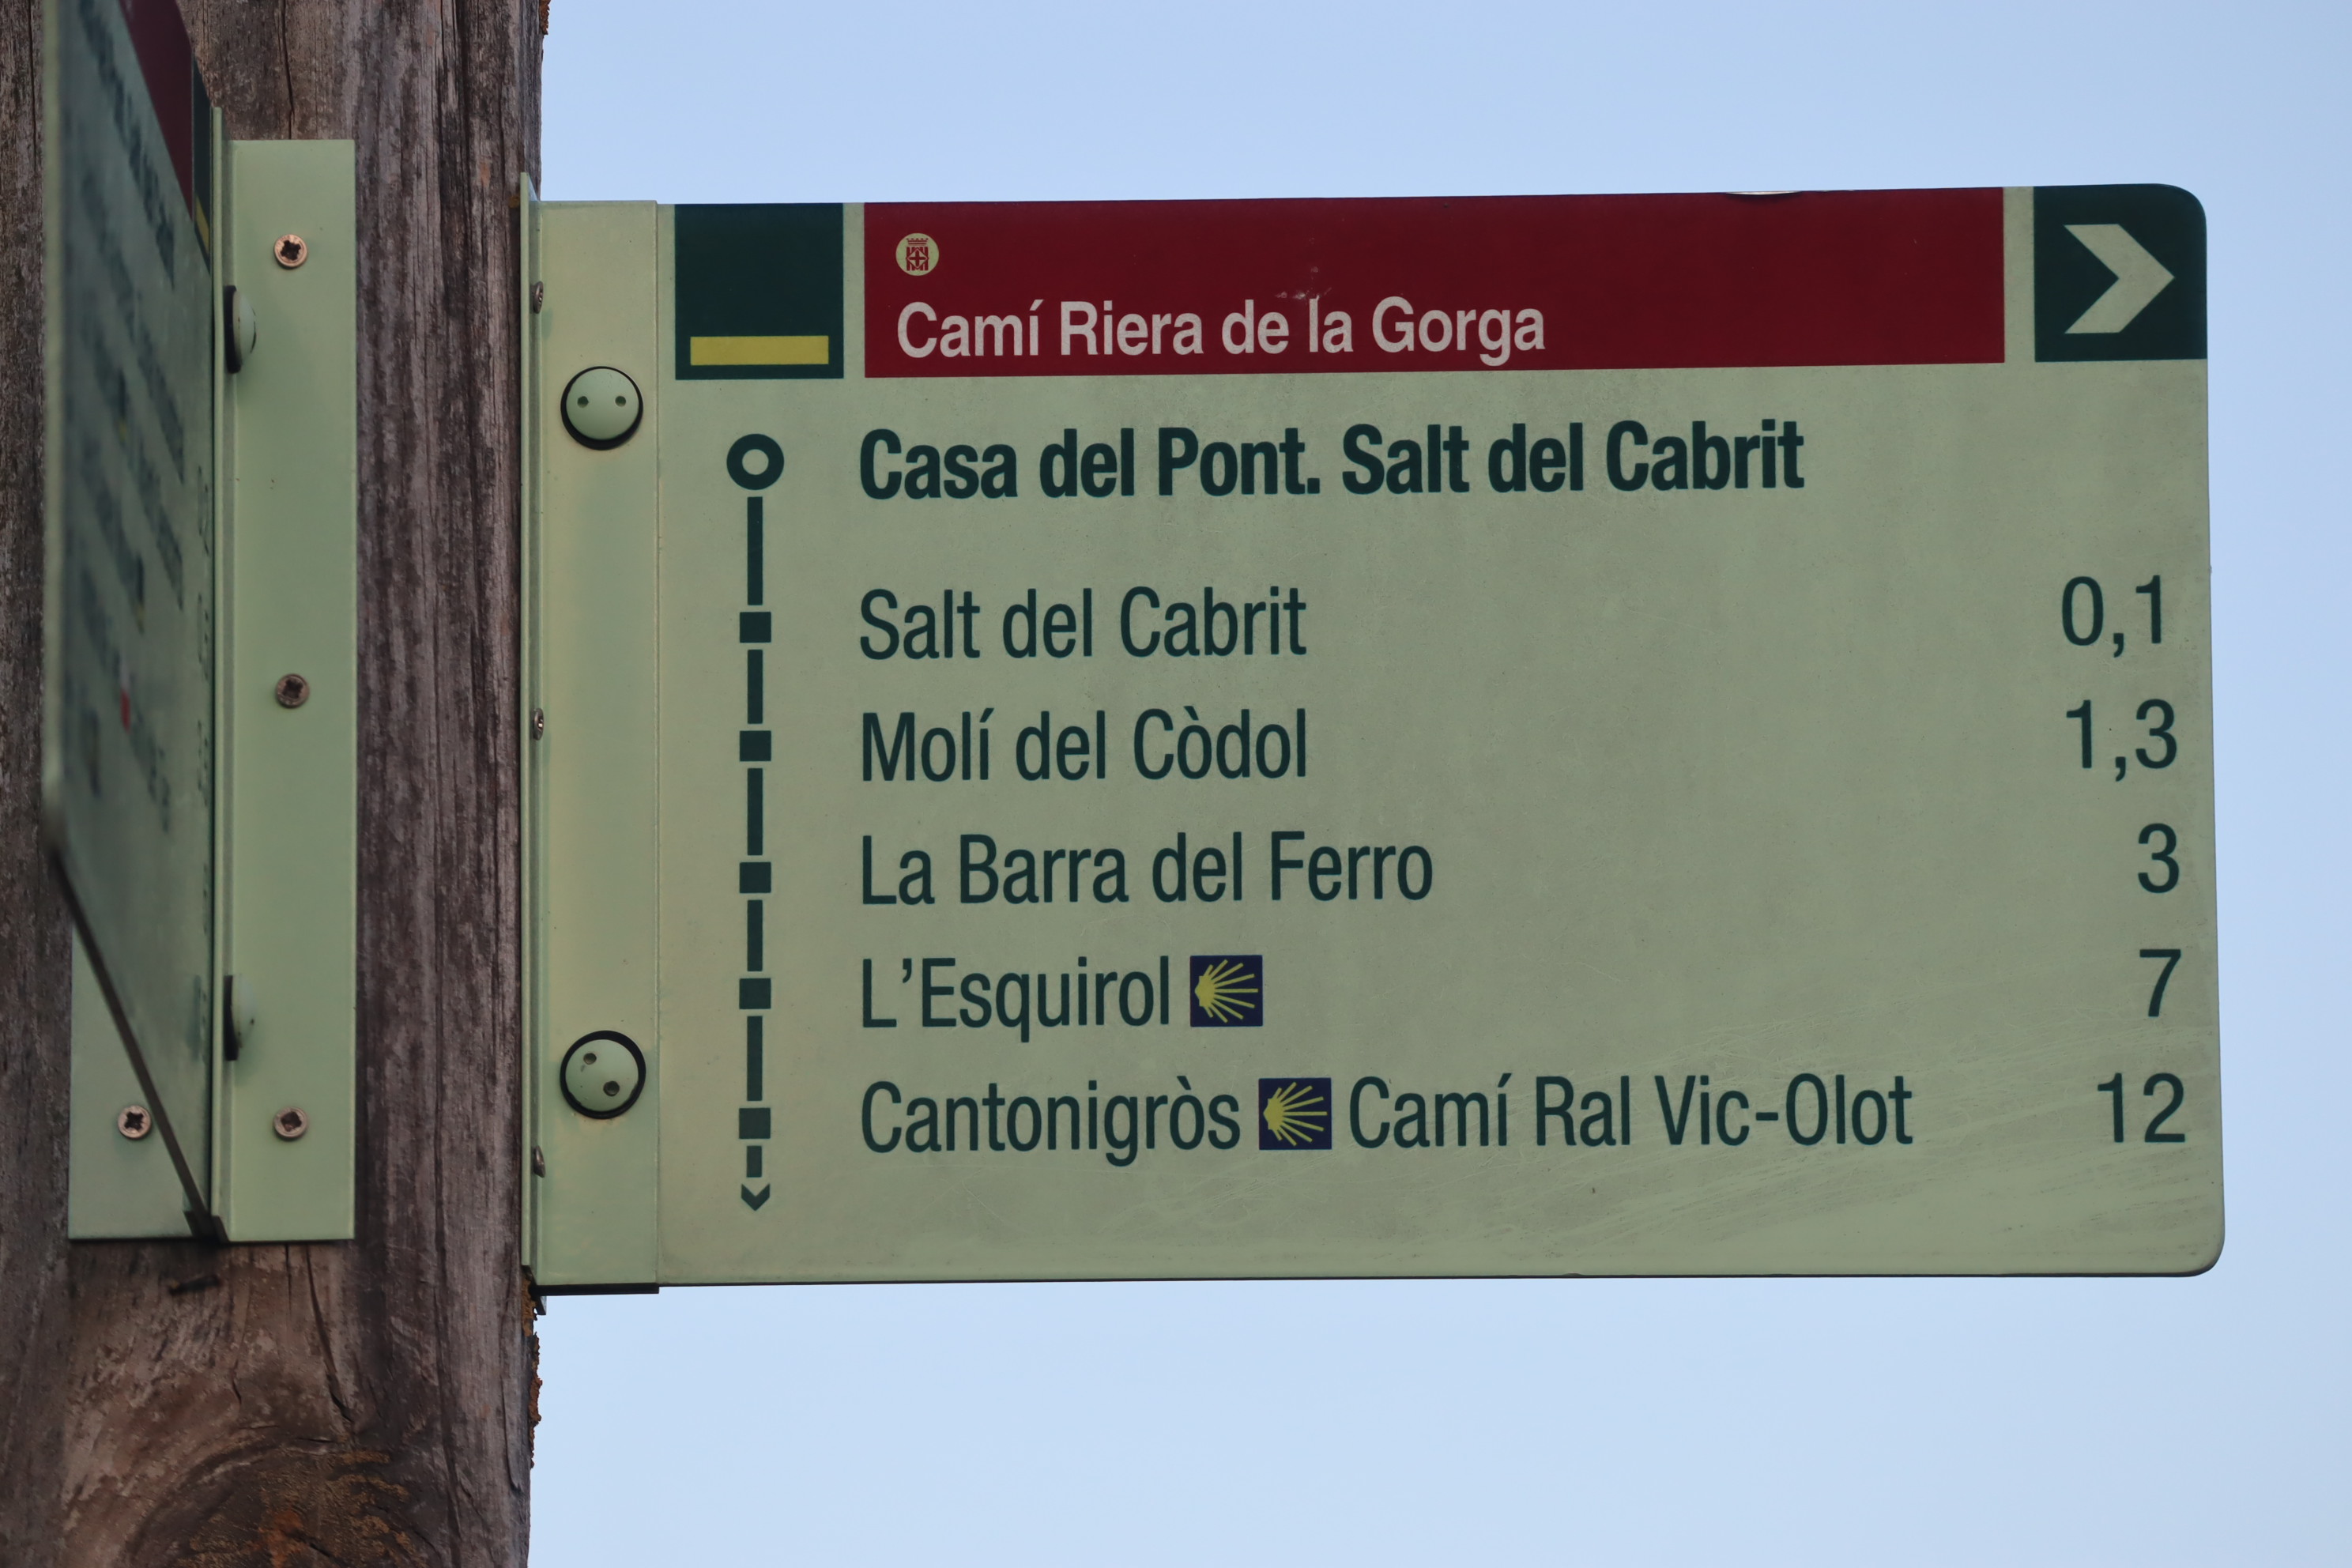 Camí Riera de la Gorga
Casa del Pont. Salt del Cabrit
Salt del Cabrit 0,1
Molí del Còdol 1,3
La Barra del Ferro 3
L'Esquirol 7
Cantonigròs Camí Ral Vic-Olot 12